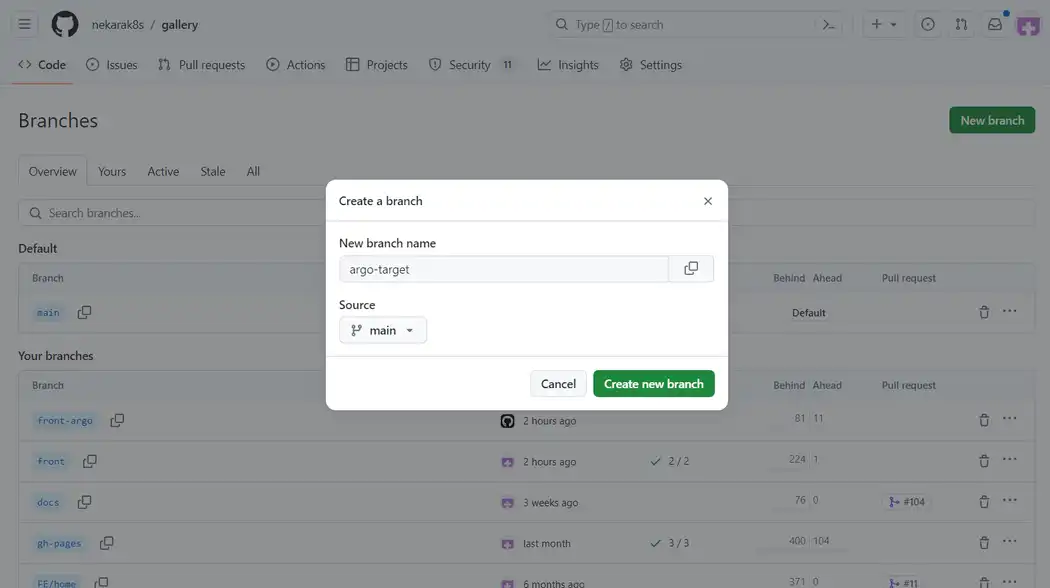 nekarak8s / gallery
Type / to search
Code
Issues
Pull requests
Actions
Projects
Security 11
Insights
Settings
Branches
New branch
Overview
Yours
Active
Stale
All
Search branches...
Create a branch
New branch name
argo-target
Source
main
Cancel
Create new branch
Default
Branch Behind Ahead Pull request
main Default
Your branches
Branch Behind Ahead Pull request
front-argo 2 hours ago 81 11
front 2 hours ago 2 / 2 224 1
docs 3 weeks ago 76 0 #104
gh-pages last month 3 / 3 400 104
FE/home 6 months ago 371 0 #11